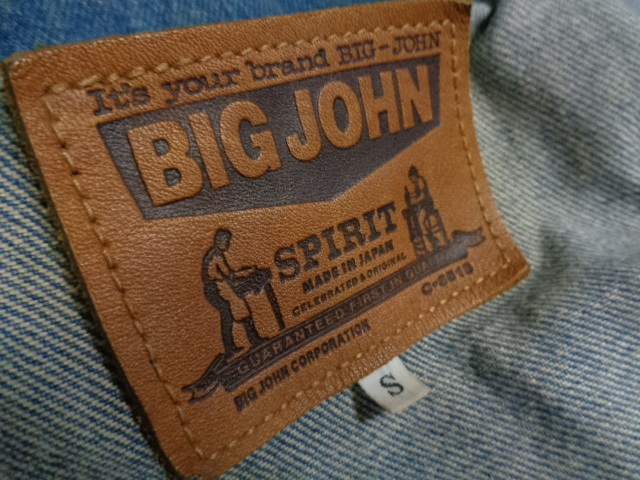 It's your brand BIG-JOHN
BIG JOHN
SPIRIT
MADE IN JAPAN
CELEBRATED & ORIGINAL
GUARANTEED FIRST IN QUALITY
BIG JOHN CORPORATION
S